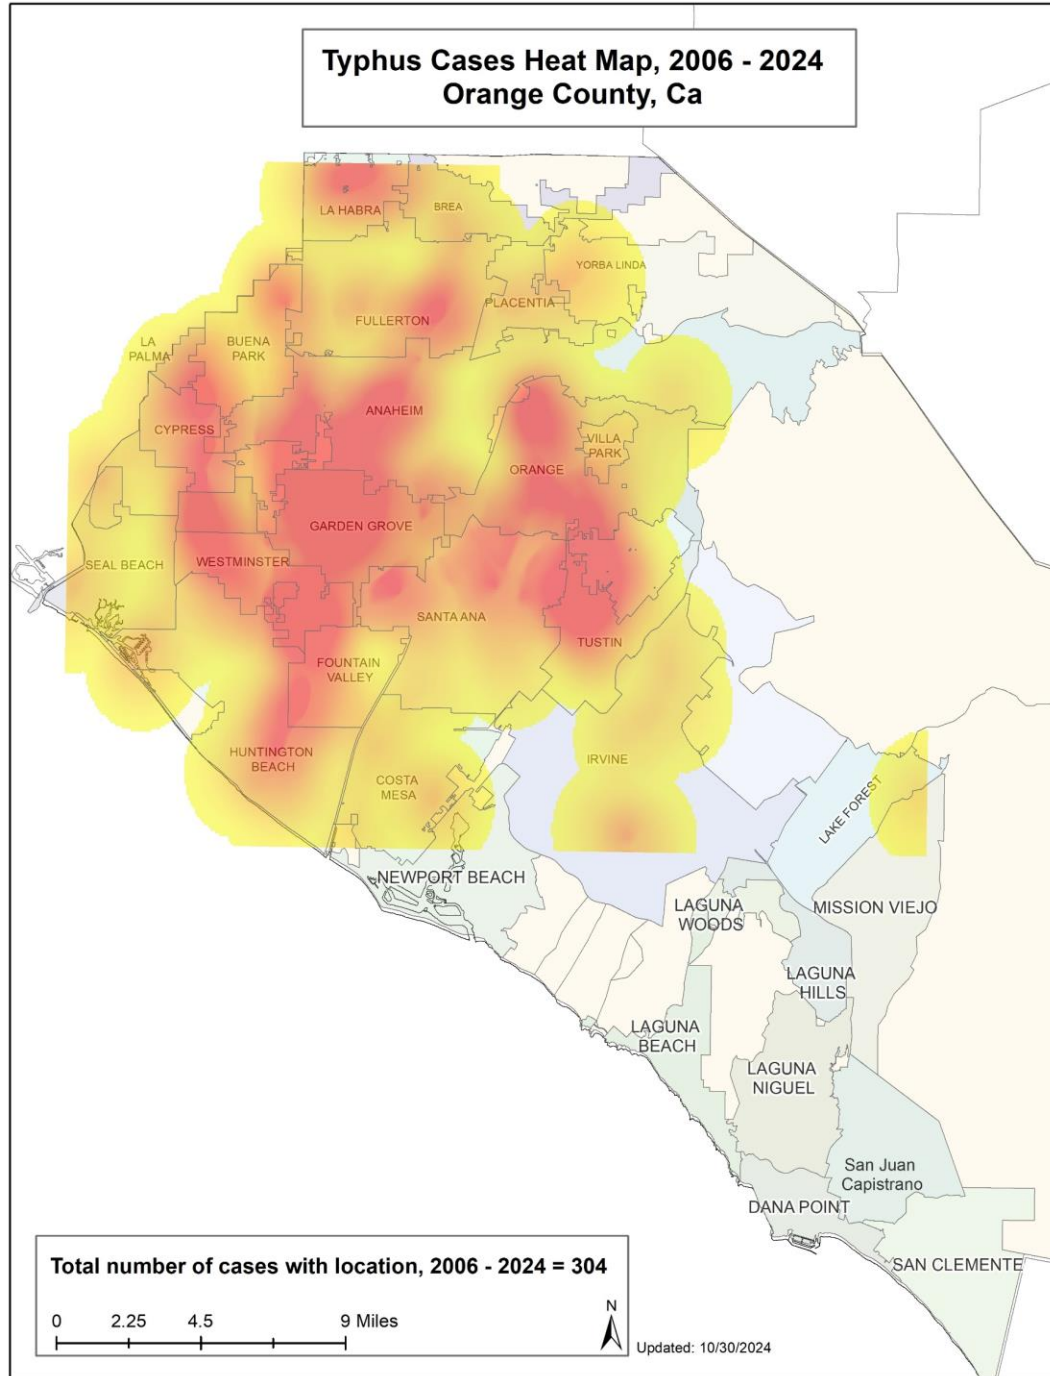 Typhus Cases Heat Map, 2006 - 2024
Orange County, Ca
LA HABRA
BREA
YORBA LINDA
PLACENTIA
FULLERTON
LA
PALMA
BUENA
PARK
ANAHEIM
CYPRESS
VILLA
PARK
ORANGE
GARDEN GROVE
SEAL BEACH
WESTMINSTER
SANTA ANA
TUSTIN
FOUNTAIN
VALLEY
HUNTINGTON
BEACH
COSTA
MESA
IRVINE
LAKE FOREST
NEWPORT BEACH
LAGUNA
WOODS
MISSION VIEJO
LAGUNA
HILLS
LAGUNA
BEACH
LAGUNA
NIGUEL
San Juan
Capistrano
DANA POINT
SAN CLEMENTE
Total number of cases with location, 2006 - 2024 = 304
0 2.25 4.5 9 Miles
N
Updated: 10/30/2024